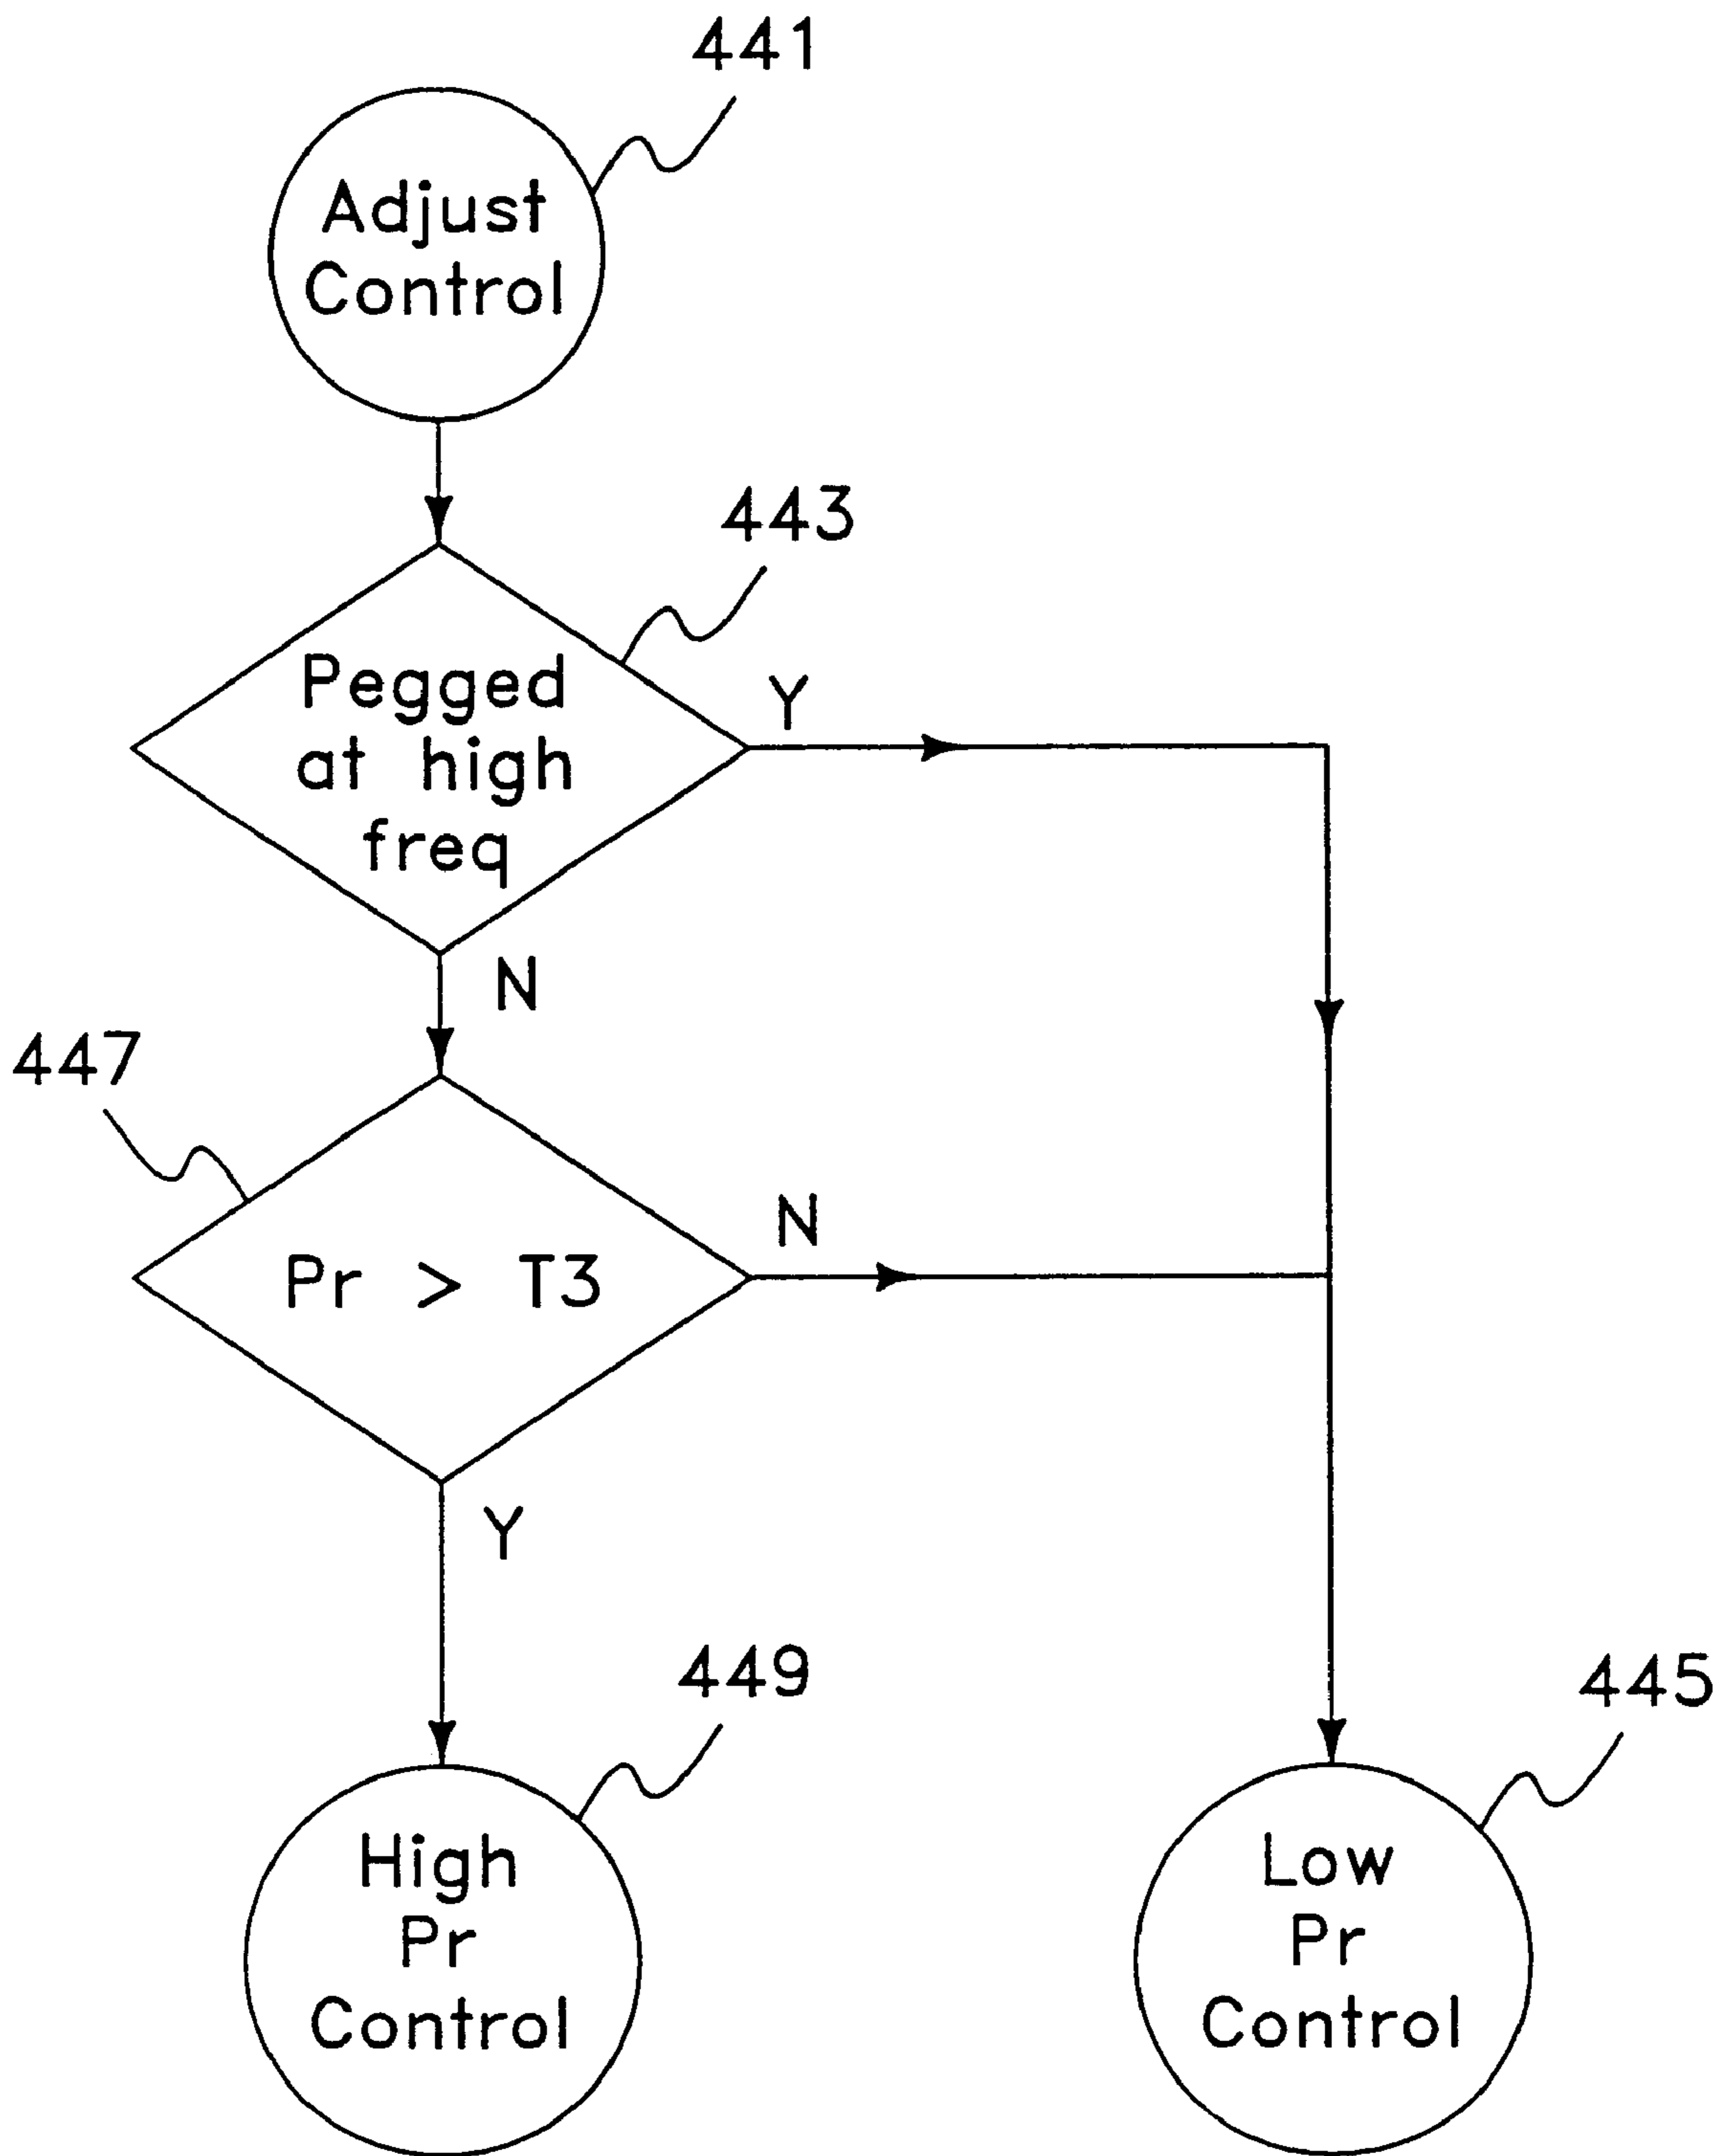 441
Adjust
Control
443
Pegged
at high
freq
Y
N
447
Pr > T3
N
Y
449
High
Pr
Control
445
Low
Pr
Control